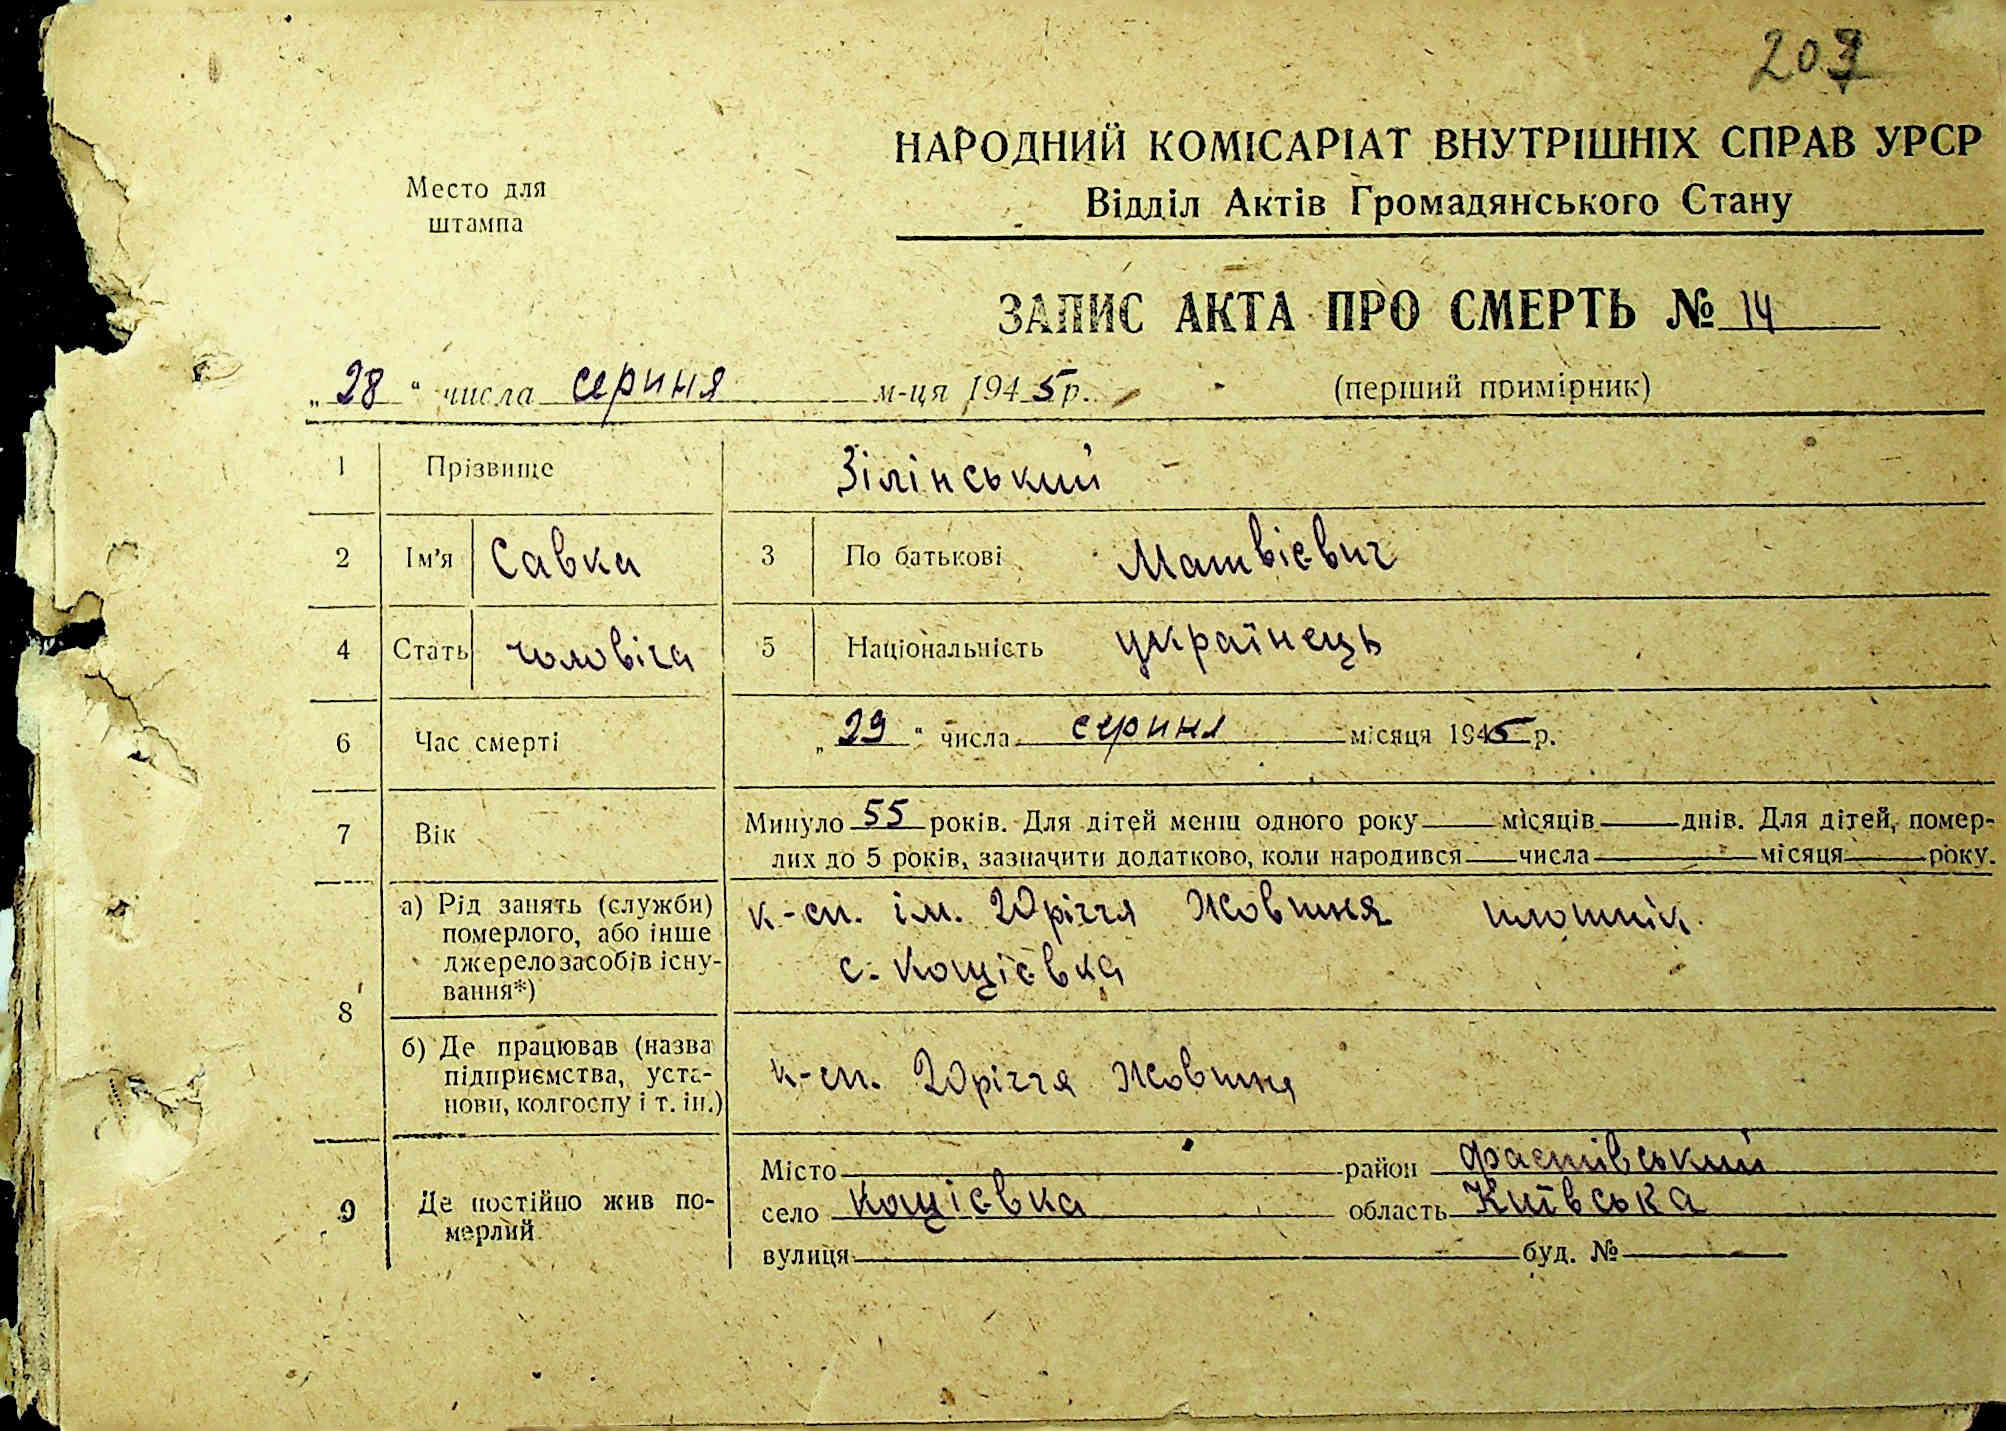 203
НАРОДНИЙ КОМІСАРІАТ ВНУТРІШНІХ СПРАВ УРСР
Место для
штампа
Відділ Актів Громадянського Стану
ЗАПИС АКТА ПРО СМЕРТЬ № 14
„ 28 “ числа серпня м-ця 1945 р. (перший примірник)
1 Прізвище Зілінський
2 Ім'я Савка 3 По батькові Матвієвич
4 Стать чоловіча 5 Національність українець
6 Час смерті „ 29 “ числа серпня місяця 1945 р.
7 Вік Минуло 55 років. Для дітей менш одного року місяців днів. Для дітей, помер-
лих до 5 років, зазначити додатково, коли народився числа місяця року.
8 а) Рід занять (служби) к-сп. ім. 20річчя Жовтня плотнік.
померлого, або інше с. Кощієвка
джерело засобів існу-
вання*)
б) Де працював (назва к-сп. 20річчя Жовтня
підприємства, уста-
нови, колгоспу і т. ін.)
9 Де постійно жив по-
мерлий
Місто район Фастівський
село Кощієвка область Київська
вулиця буд. №